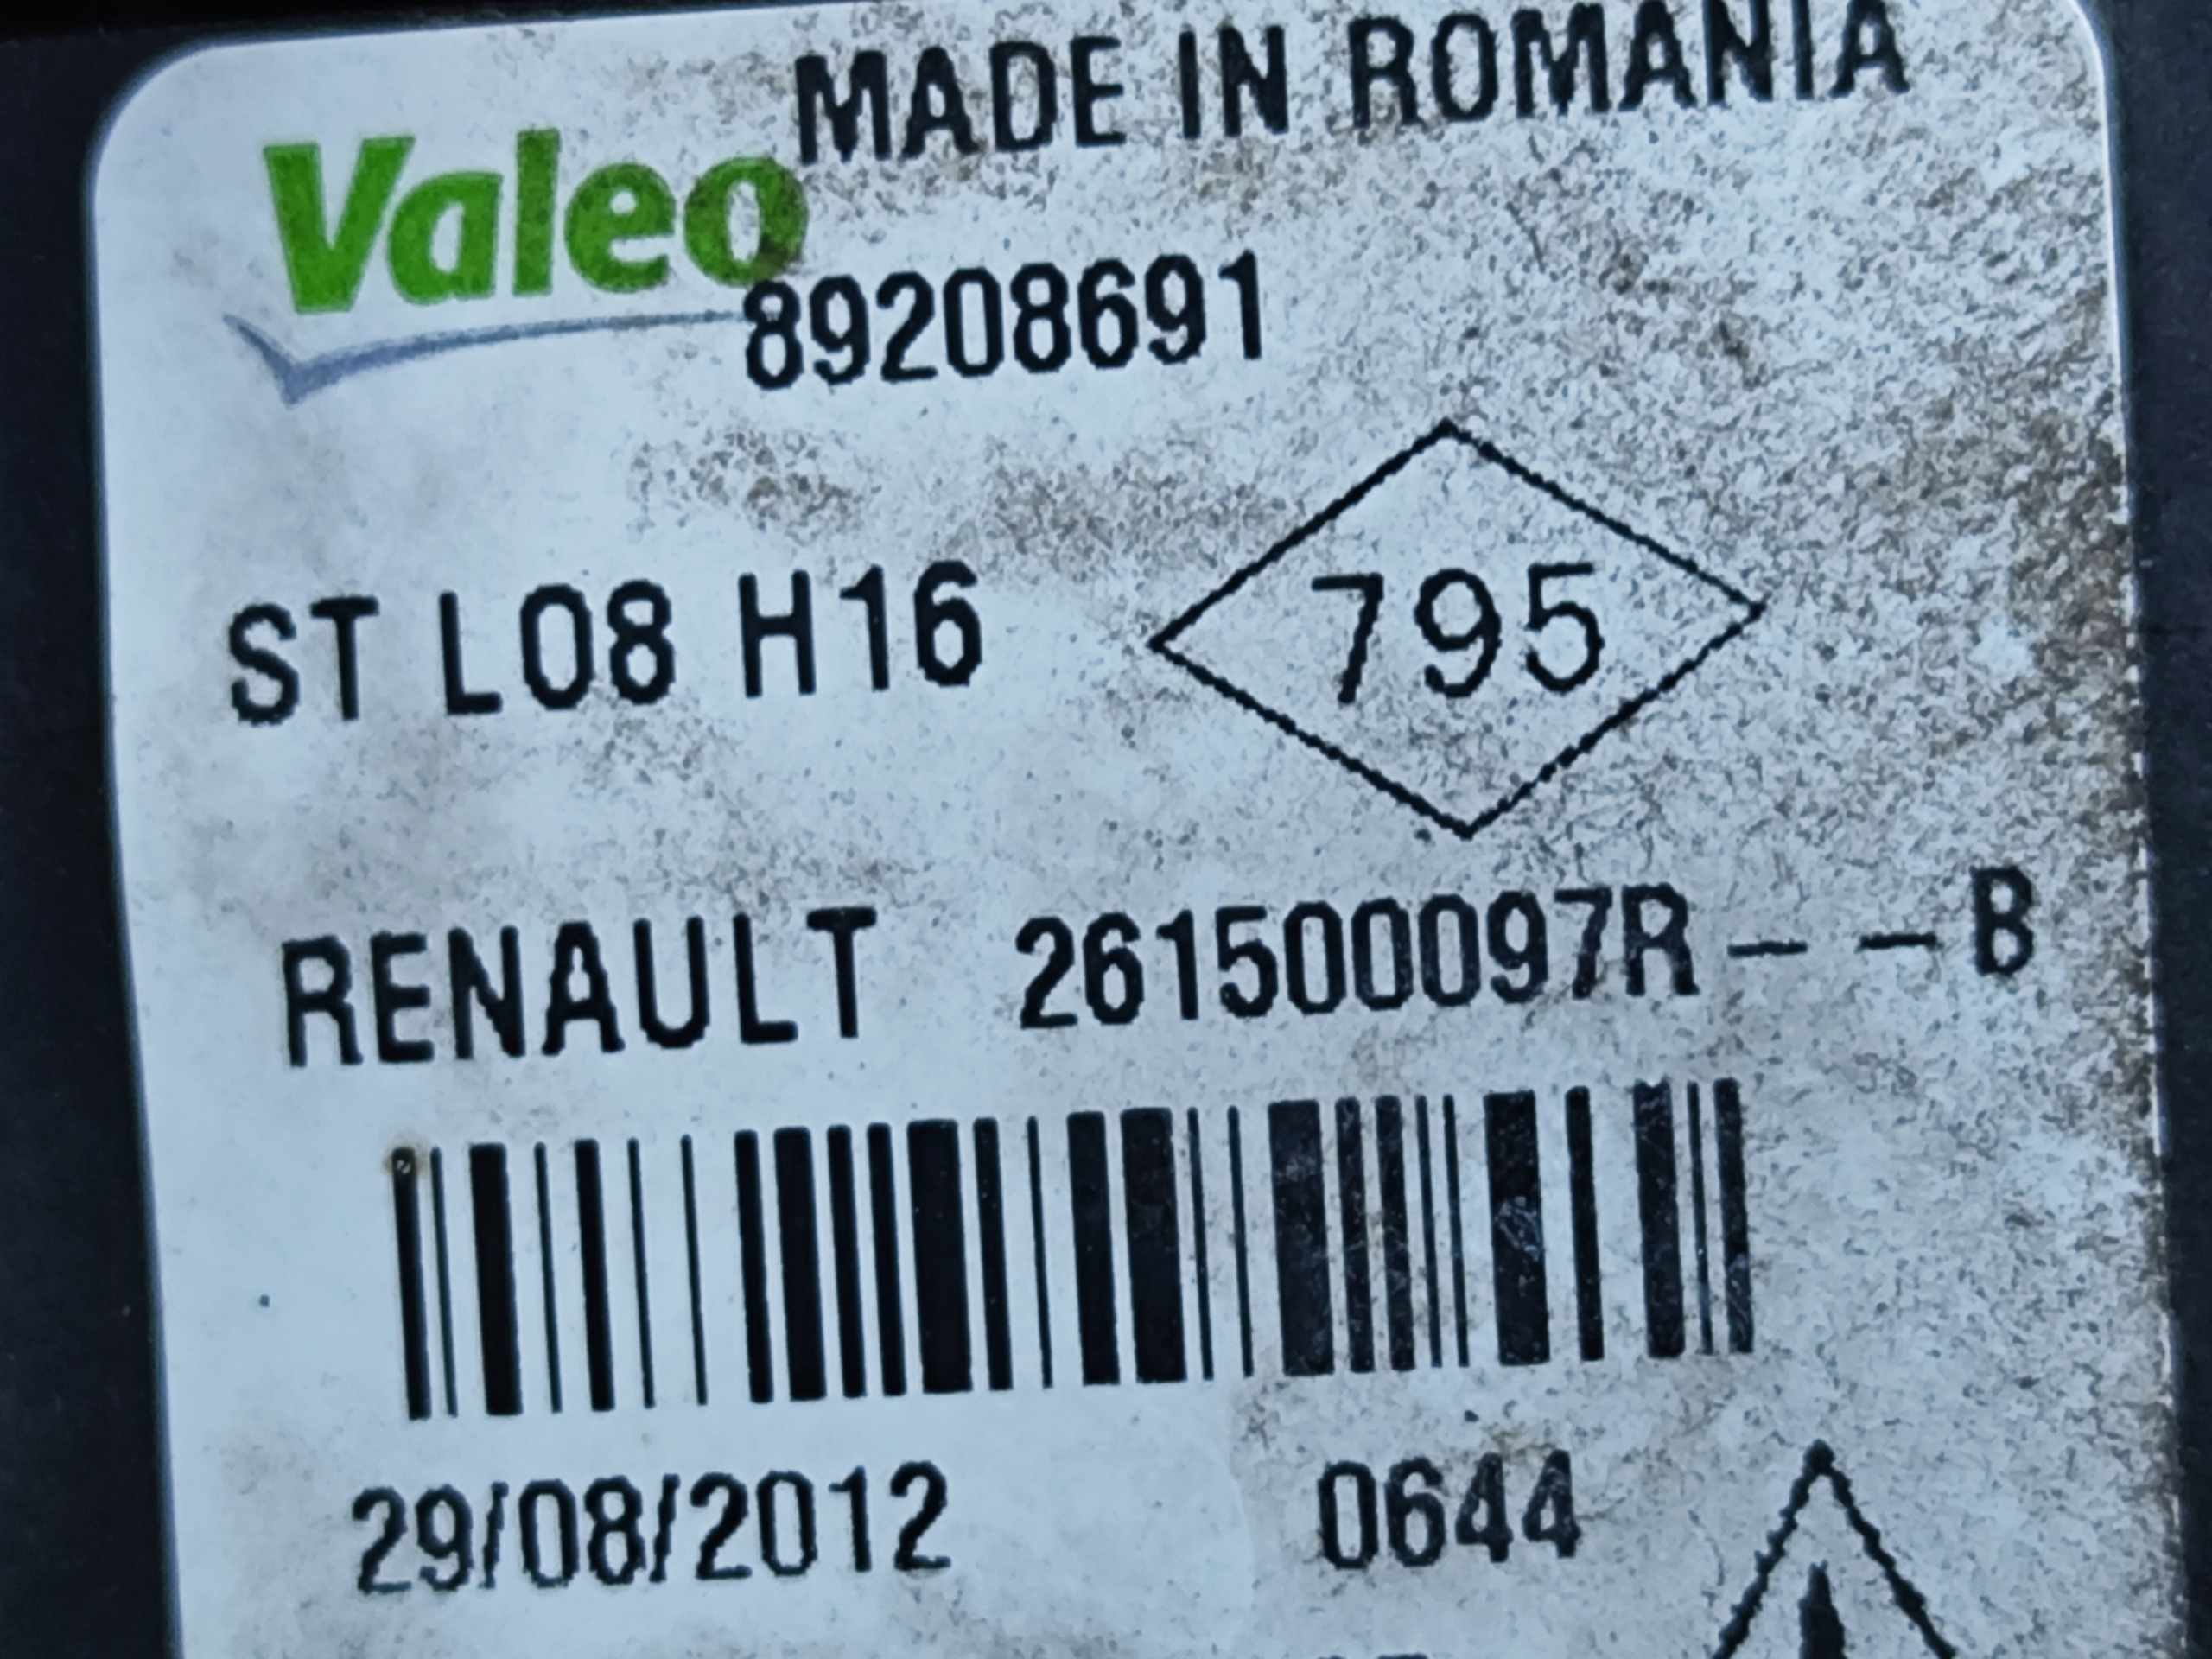 MADE IN ROMANIA
Valeo
89208691
ST L08 H16
795
RENAULT 261500097R--B
29/08/2012 0644